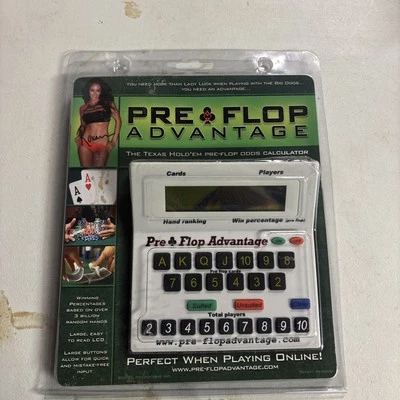 YOU NEED MORE THAN LADY LUCK WHEN PLAYING WITH THE BIG DOGS...
YOU NEED AN ADVANTAGE...
PRE FLOP
ADVANTAGE
THE TEXAS HOLD'EM PRE-FLOP ODDS CALCULATOR
Cards Players
Hand ranking Win percentage (pre flop)
Pre Flop Advantage
A K Q J 10 9 8
7 6 5 4 3 2
Suited Unsuited
Total players
2 3 4 5 6 7 8 9 10
www.pre-flopadvantage.com
WINNING
PERCENTAGES
BASED ON OVER
3 BILLION
RANDOM HANDS
LARGE, EASY
TO READ LCD
LARGE BUTTONS
ALLOW FOR QUICK
AND MISTAKE-FREE
INPUT
PERFECT WHEN PLAYING ONLINE!
WWW.PRE-FLOPADVANTAGE.COM
A
A